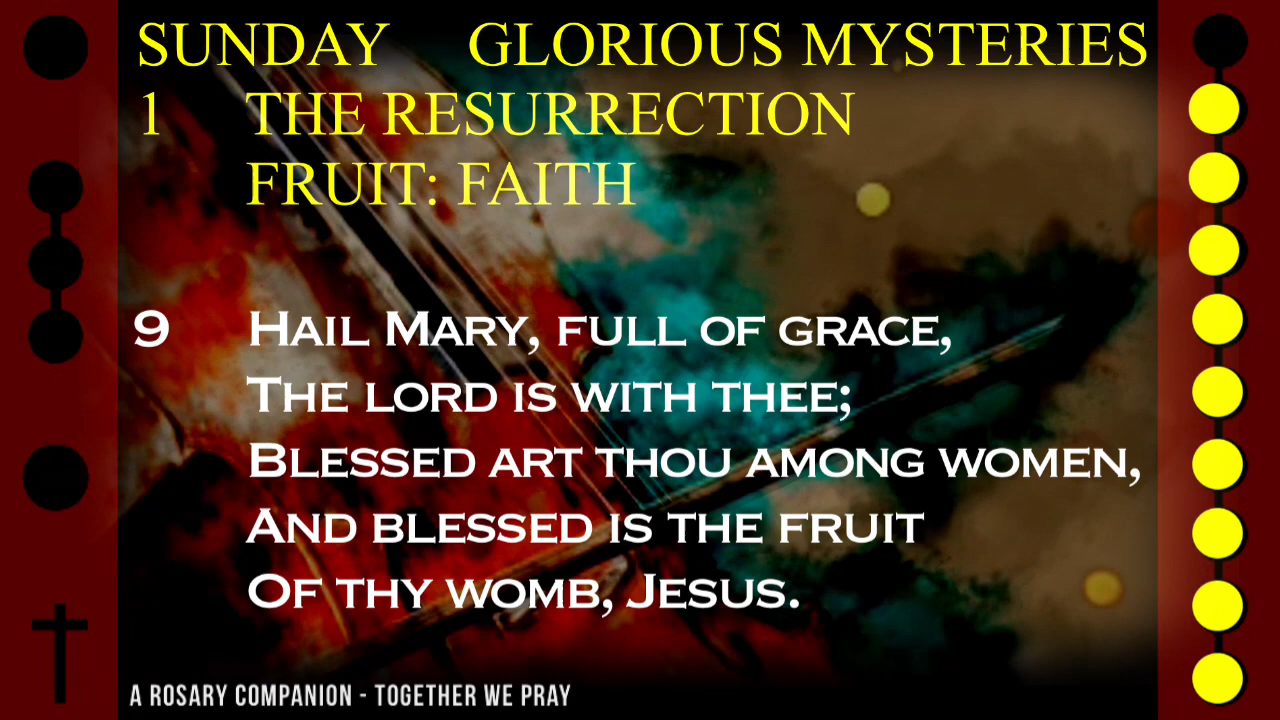 SUNDAY GLORIOUS MYSTERIES
1 THE RESURRECTION
FRUIT: FAITH
9 HAIL MARY, FULL OF GRACE,
THE LORD IS WITH THEE;
BLESSED ART THOU AMONG WOMEN,
AND BLESSED IS THE FRUIT
OF THY WOMB, JESUS.
A ROSARY COMPANION - TOGETHER WE PRAY